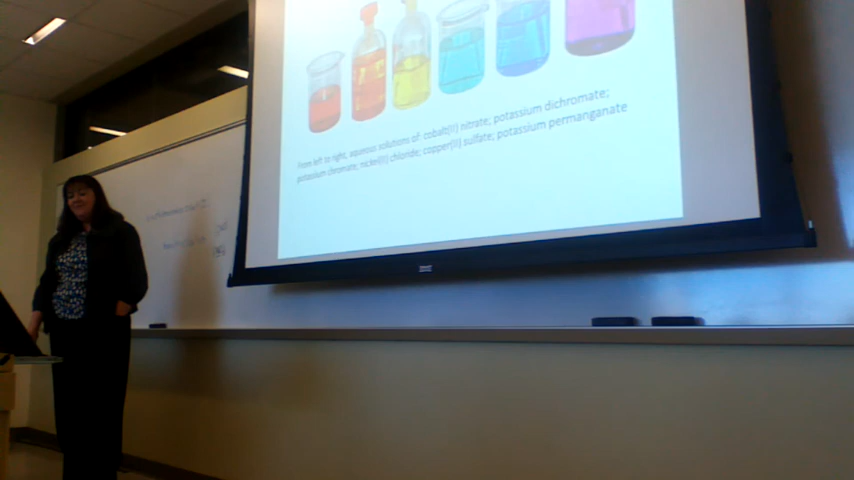 From left to right, aqueous solutions of: cobalt(II) nitrate; potassium dichromate;
potassium chromate; nickel(II) chloride; copper(II) sulfate; potassium permanganate